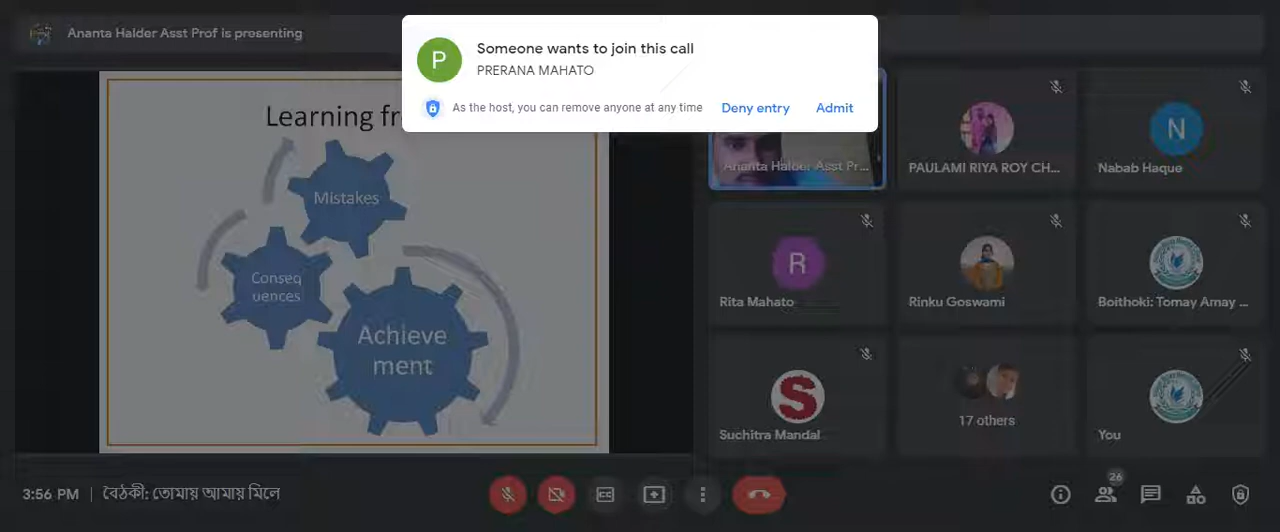 Ananta Halder Asst Prof is presenting
Someone wants to join this call
P
PRERANA MAHATO
As the host, you can remove anyone at any time
Deny entry
Admit
Learning fr
Mistakes
Conseq
uences
Achieve
ment
Ananta Halder Asst Pr...
PAULAMI RIYA ROY CH...
N
Nabab Haque
R
Rita Mahato
Rinku Goswami
Boithoki: Tomay Amay ...
S
Suchitra Mandal
17 others
You
3:56 PM | বৈঠকী: তোমায় আমায় মিলে
CC
26